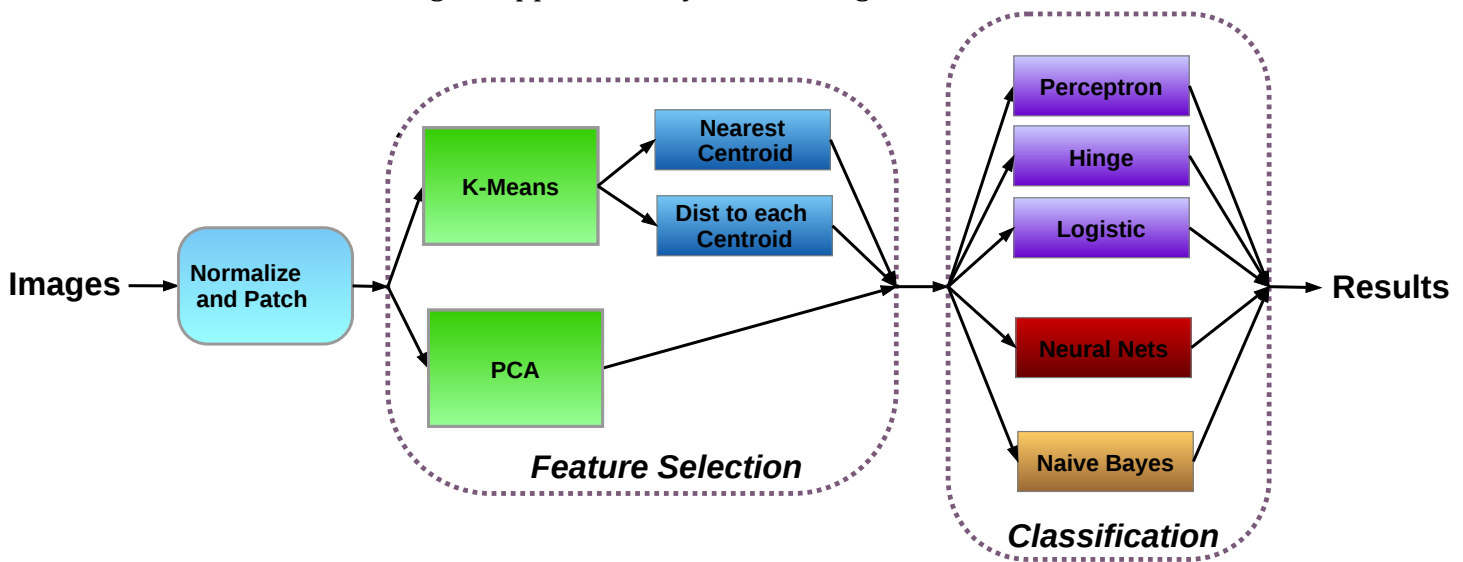 Images
Normalize
and Patch
K-Means
PCA
Nearest
Centroid
Dist to each
Centroid
Feature Selection
Perceptron
Hinge
Logistic
Neural Nets
Naive Bayes
Classification
Results